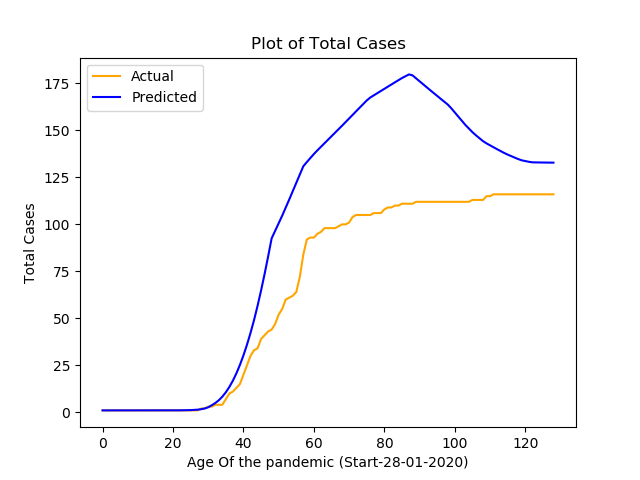 Plot of Total Cases
Actual
Predicted
175
150
125
100
75
50
25
0
Total Cases
0 20 40 60 80 100 120
Age Of the pandemic (Start-28-01-2020)